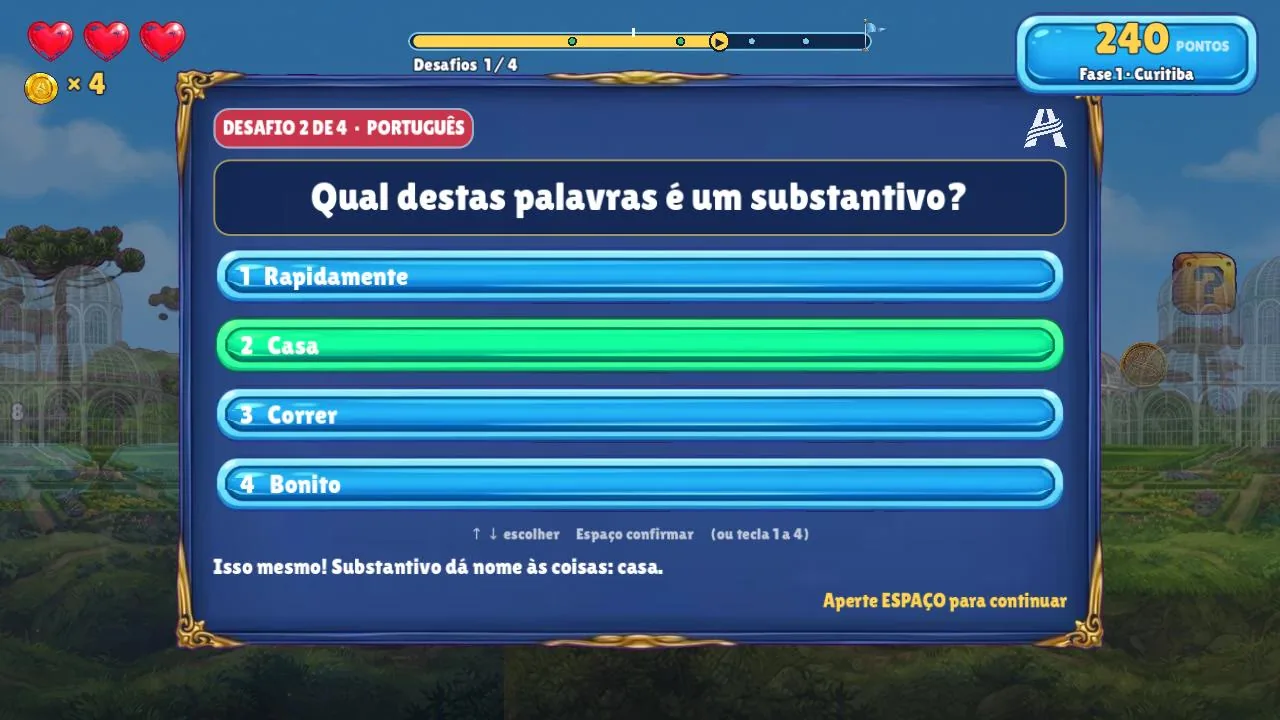 × 4
Desafios 1/4
240 PONTOS
Fase 1 · Curitiba
DESAFIO 2 DE 4 · PORTUGUÊS
Qual destas palavras é um substantivo?
1 Rapidamente
2 Casa
3 Correr
4 Bonito
↑ ↓ escolher Espaço confirmar (ou tecla 1 a 4)
Isso mesmo! Substantivo dá nome às coisas: casa.
Aperte ESPAÇO para continuar
?
8